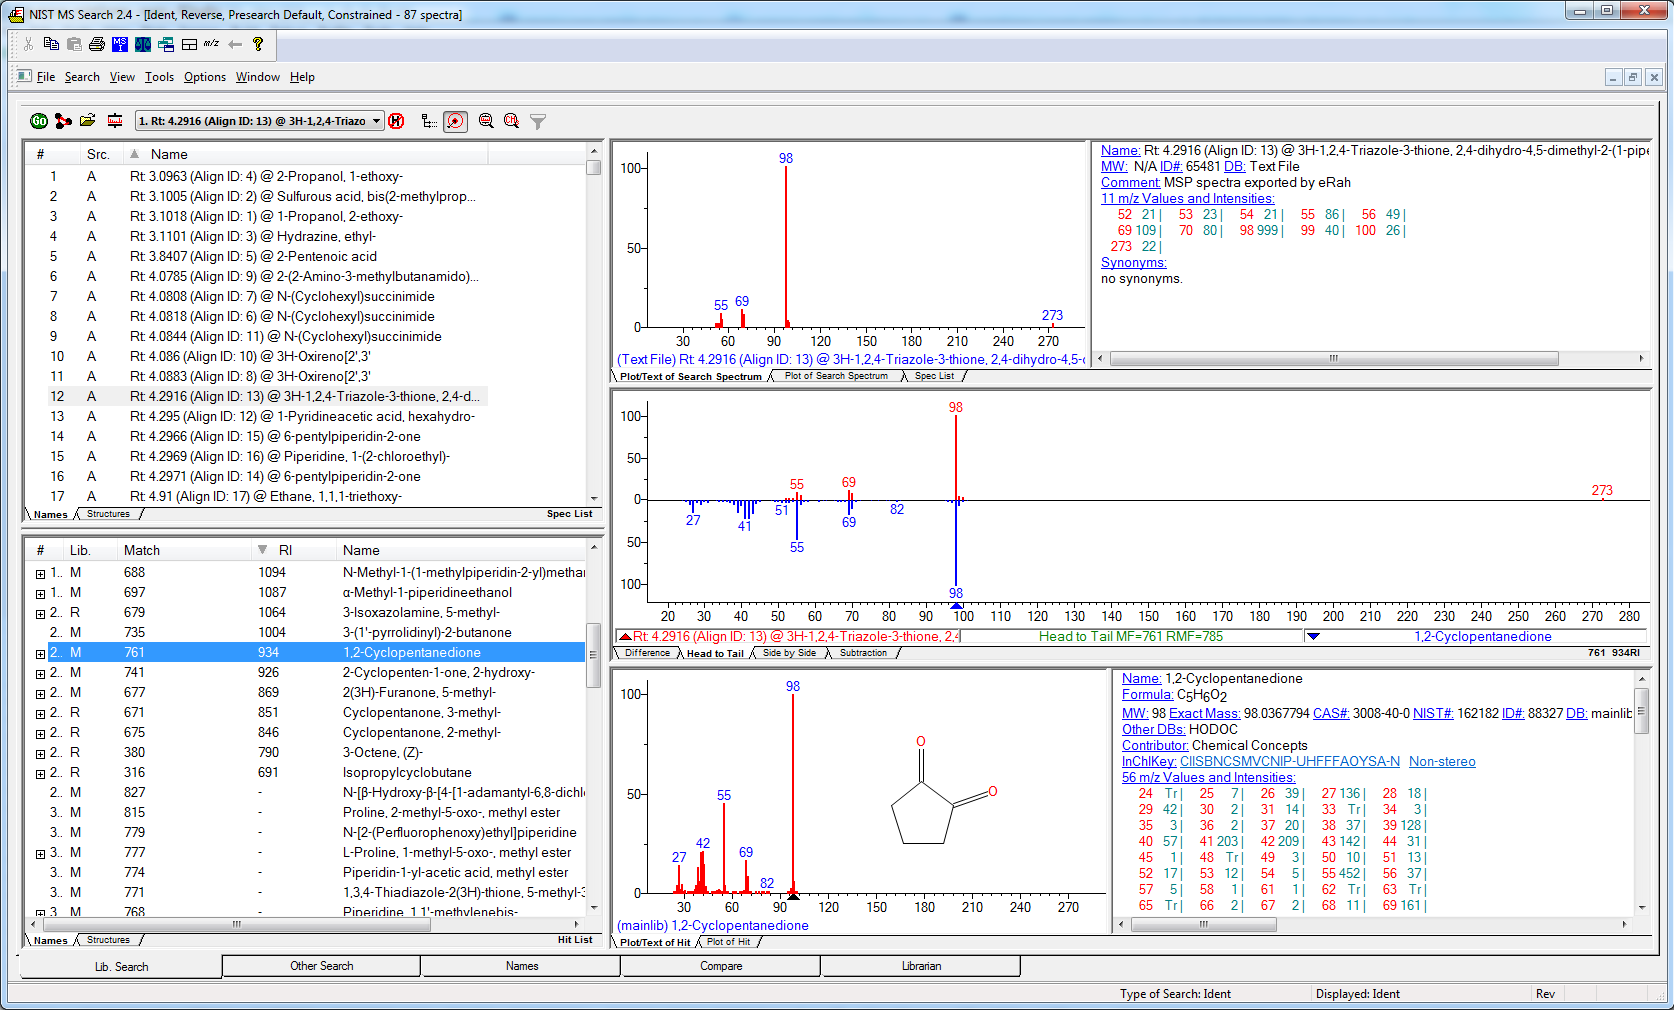 NIST MS Search 2.4 - [Ident, Reverse, Presearch Default, Constrained - 87 spectra]
MS
m/z
File Search View Tools Options Window Help
GO
1. Rt: 4.2916 (Align ID: 13) @ 3H-1,2,4-Triazo
# Src. Name
1 A Rt: 3.0963 (Align ID: 4) @ 2-Propanol, 1-ethoxy-
2 A Rt: 3.1005 (Align ID: 2) @ Sulfurous acid, bis(2-methylprop...
3 A Rt: 3.1018 (Align ID: 1) @ 1-Propanol, 2-ethoxy-
4 A Rt: 3.1101 (Align ID: 3) @ Hydrazine, ethyl-
5 A Rt: 3.8407 (Align ID: 5) @ 2-Pentenoic acid
6 A Rt: 4.0785 (Align ID: 9) @ 2-(2-Amino-3-methylbutanamido)...
7 A Rt: 4.0808 (Align ID: 7) @ N-(Cyclohexyl)succinimide
8 A Rt: 4.0818 (Align ID: 6) @ N-(Cyclohexyl)succinimide
9 A Rt: 4.0844 (Align ID: 11) @ N-(Cyclohexyl)succinimide
10 A Rt: 4.086 (Align ID: 10) @ 3H-Oxireno[2',3'
11 A Rt: 4.0883 (Align ID: 8) @ 3H-Oxireno[2',3'
12 A Rt: 4.2916 (Align ID: 13) @ 3H-1,2,4-Triazole-3-thione, 2,4-d...
13 A Rt: 4.295 (Align ID: 12) @ 1-Pyridineacetic acid, hexahydro-
14 A Rt: 4.2966 (Align ID: 15) @ 6-pentylpiperidin-2-one
15 A Rt: 4.2969 (Align ID: 16) @ Piperidine, 1-(2-chloroethyl)-
16 A Rt: 4.2971 (Align ID: 14) @ 6-pentylpiperidin-2-one
17 A Rt: 4.91 (Align ID: 17) @ Ethane, 1,1,1-triethoxy-
Names Structures Spec List
# Lib. Match RI Name
1.. M 688 1094 N-Methyl-1-(1-methylpiperidin-2-yl)methar
1.. M 697 1087 α-Methyl-1-piperidineethanol
2.. R 679 1064 3-Isoxazolamine, 5-methyl-
2.. M 735 1004 3-(1'-pyrrolidinyl)-2-butanone
2.. M 761 934 1,2-Cyclopentanedione
2.. M 741 926 2-Cyclopenten-1-one, 2-hydroxy-
2.. M 677 869 2(3H)-Furanone, 5-methyl-
2.. R 671 851 Cyclopentanone, 3-methyl-
2.. R 675 846 Cyclopentanone, 2-methyl-
2.. R 380 790 3-Octene, (Z)-
2.. R 316 691 Isopropylcyclobutane
2.. M 827 - N-[β-Hydroxy-β-[4-[1-adamantyl-6,8-dichlo
3.. M 815 - Proline, 2-methyl-5-oxo-, methyl ester
3.. M 779 - N-[2-(Perfluorophenoxy)ethyl]piperidine
3.. M 777 - L-Proline, 1-methyl-5-oxo-, methyl ester
3.. M 774 - Piperidin-1-yl-acetic acid, methyl ester
3.. M 771 - 1,3,4-Thiadiazole-2(3H)-thione, 5-methyl-3
3 M 768 - Piperidine, 1,1'-methylenebis-
Names Structures Hit List
100 50 0
98 55 69 273
30 60 90 120 150 180 210 240 270
(Text File) Rt: 4.2916 (Align ID: 13) @ 3H-1,2,4-Triazole-3-thione, 2,4-dihydro-4,5-
Plot/Text of Search Spectrum Plot of Search Spectrum Spec List
Name: Rt: 4.2916 (Align ID: 13) @ 3H-1,2,4-Triazole-3-thione, 2,4-dihydro-4,5-dimethyl-2-(1-pipe
MW: N/A ID#: 65481 DB: Text File
Comment: MSP spectra exported by eRah
11 m/z Values and Intensities:
52 21| 53 23| 54 21| 55 86| 56 49|
69 109| 70 80| 98 999| 99 40| 100 26|
273 22|
Synonyms:
no synonyms.
100 50 0 50 100
98 55 69 273
27 41 51 55 69 82 98
20 30 40 50 60 70 80 90 100 110 120 130 140 150 160 170 180 190 200 210 220 230 240 250 260 270 280
Rt: 4.2916 (Align ID: 13) @ 3H-1,2,4-Triazole-3-thione, 2,4 Head to Tail MF=761 RMF=785 1,2-Cyclopentanedione
Difference Head to Tail Side by Side Subtraction 761 934RI
100 50 0
98 55 42 69 27 82
30 60 90 120 150 180 210 240 270
O
O
(mainlib) 1,2-Cyclopentanedione
Plot/Text of Hit Plot of Hit
Name: 1,2-Cyclopentanedione
Formula: C5H6O2
MW: 98 Exact Mass: 98.0367794 CAS#: 3008-40-0 NIST#: 162182 ID#: 88327 DB: mainlib
Other DBs: HODOC
Contributor: Chemical Concepts
InChIKey: CIISBNCSMVCNIP-UHFFFAOYSA-N Non-stereo
56 m/z Values and Intensities:
24 Tr| 25 7| 26 39| 27 136| 28 18|
29 42| 30 2| 31 14| 33 Tr| 34 3|
35 3| 36 2| 37 20| 38 37| 39 128|
40 57| 41 203| 42 209| 43 142| 44 31|
45 1| 48 Tr| 49 3| 50 10| 51 13|
52 17| 53 12| 54 5| 55 452| 56 37|
57 5| 58 1| 61 1| 62 Tr| 63 Tr|
65 Tr| 66 2| 67 2| 68 11| 69 161|
Lib. Search Other Search Names Compare Librarian
Type of Search: Ident Displayed: Ident Rev